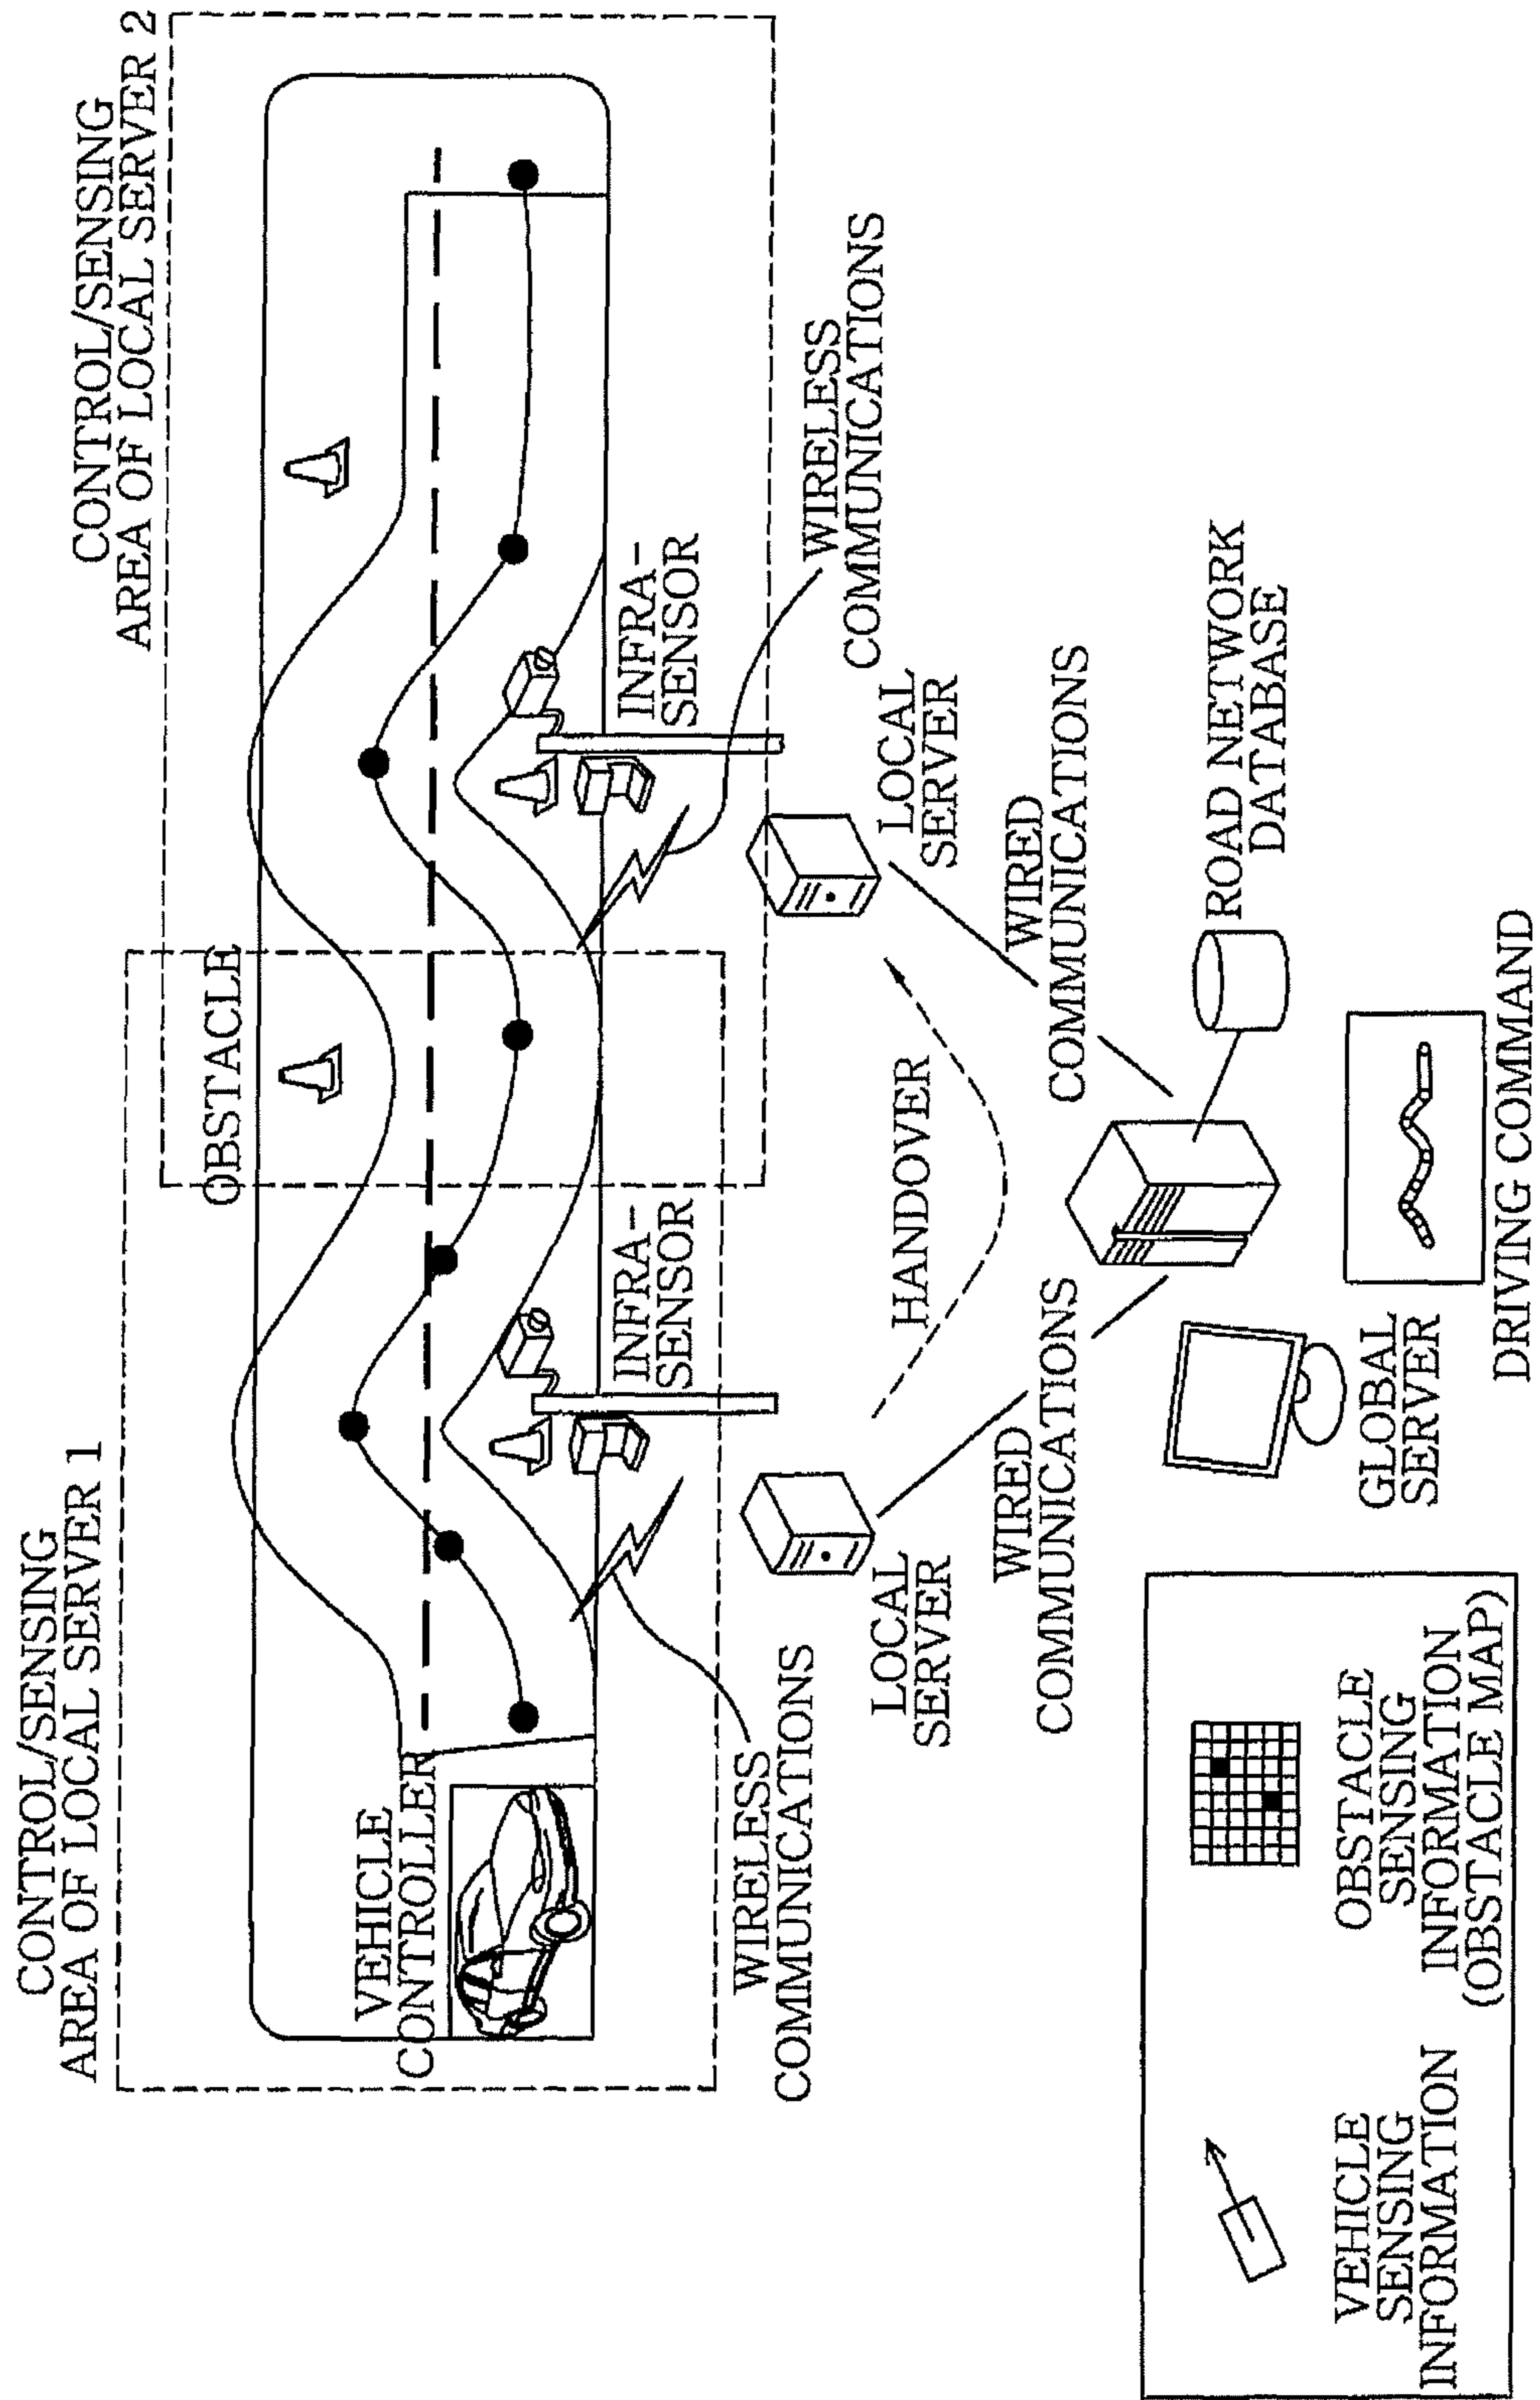 CONTROL/SENSING
AREA OF LOCAL SERVER 1
CONTROL/SENSING
AREA OF LOCAL SERVER 2
OBSTACLE
VEHICLE
CONTROLLER
INFRA-
SENSOR
INFRA-
SENSOR
WIRELESS
COMMUNICATIONS
WIRELESS
COMMUNICATIONS
LOCAL
SERVER
LOCAL
SERVER
HANDOVER
WIRED
COMMUNICATIONS
WIRED
COMMUNICATIONS
ROAD NETWORK
DATABASE
GLOBAL
SERVER
DRIVING COMMAND
VEHICLE
SENSING
INFORMATION
OBSTACLE
SENSING
INFORMATION
(OBSTACLE MAP)